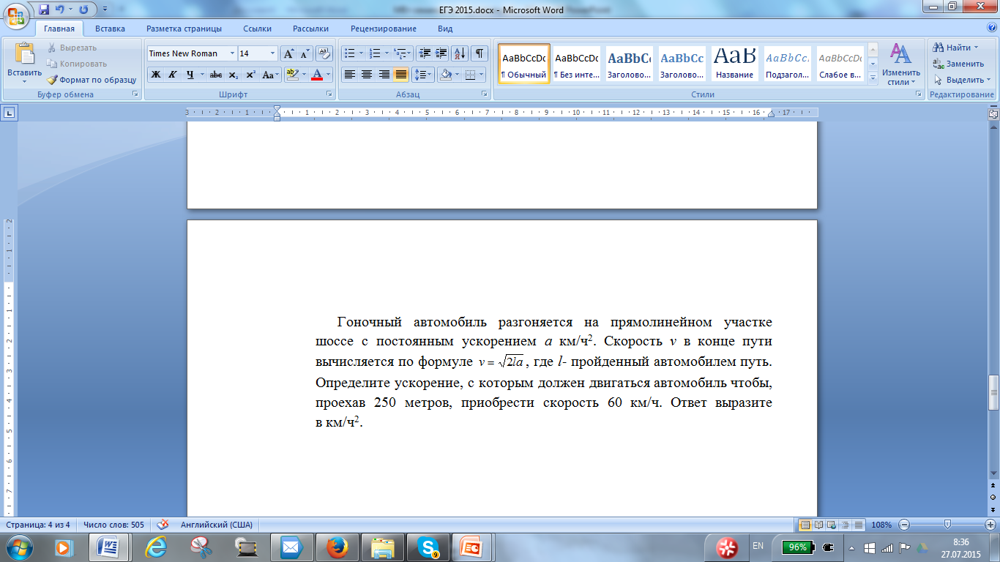 ЕГЭ 2015.docx - Microsoft Word
Главная Вставка Разметка страницы Ссылки Рассылки Рецензирование Вид
Вставить
Вырезать
Копировать
Формат по образцу
Буфер обмена
Times New Roman 14
Ж К Ч abc x₂ x² Aa
Шрифт
Абзац
AaBbCcDc AaBbCcDc AaBbCc AaBbCc AaB AaBbCc. AaBbCcDc
¶ Обычный ¶ Без инте... Заголово... Заголово... Название Подзагол... Слабое в...
Стили
Изменить стили
Найти
Заменить
Выделить
Редактирование
3 2 1 1 2 3 4 5 6 7 8 9 10 11 12 13 14 15 16 17
Гоночный автомобиль разгоняется на прямолинейном участке
шоссе с постоянным ускорением a км/ч². Скорость v в конце пути
вычисляется по формуле v = √2la, где l- пройденный автомобилем путь.
Определите ускорение, с которым должен двигаться автомобиль чтобы,
проехав 250 метров, приобрести скорость 60 км/ч. Ответ выразите
в км/ч².
Страница: 4 из 4 Число слов: 505 Английский (США) 108%
EN 96% 8:36
27.07.2015